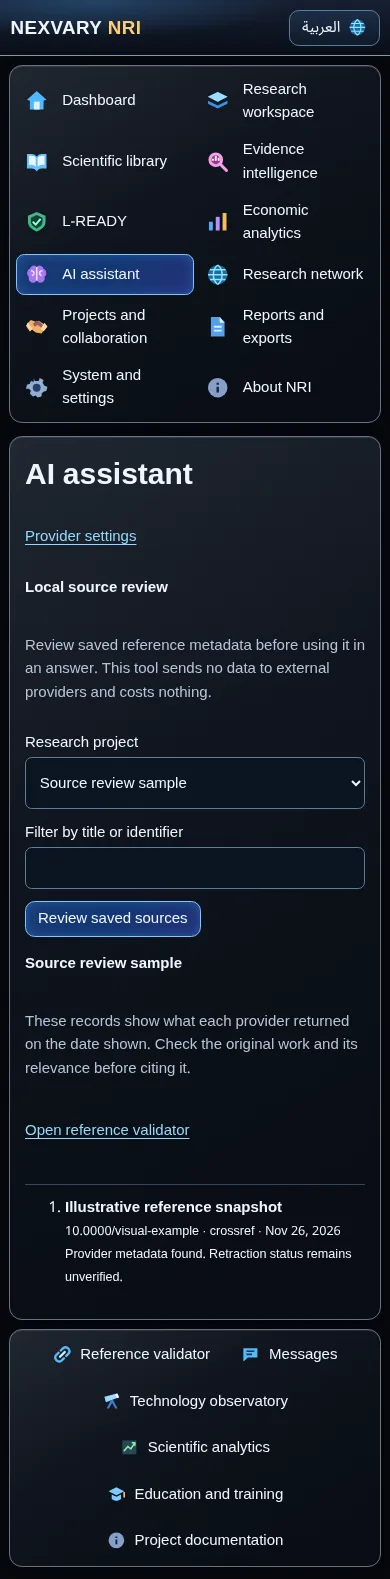 NEXVARY NRI
العربية
Dashboard
Research
workspace
Scientific library
Evidence
intelligence
L-READY
Economic
analytics
AI assistant
Research network
Projects and
collaboration
Reports and
exports
System and
settings
About NRI
AI assistant
Provider settings
Local source review
Review saved reference metadata before using it in
an answer. This tool sends no data to external
providers and costs nothing.
Research project
Source review sample
Filter by title or identifier
Review saved sources
Source review sample
These records show what each provider returned
on the date shown. Check the original work and its
relevance before citing it.
Open reference validator
1. Illustrative reference snapshot
10.0000/visual-example · crossref · Nov 26, 2026
Provider metadata found. Retraction status remains
unverified.
Reference validator
Messages
Technology observatory
Scientific analytics
Education and training
Project documentation